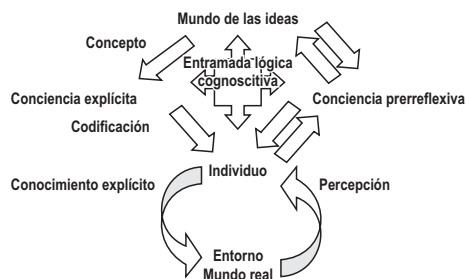 Mundo de las ideas
Concepto
Entramada lógica
cognoscitiva
Conciencia explícita
Conciencia prerreflexiva
Codificación
Conocimiento explícito
Individuo
Percepción
Entorno
Mundo real